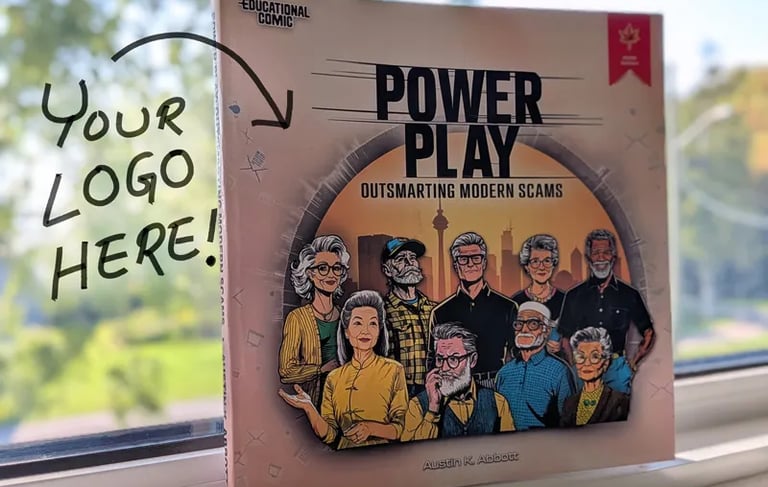 EDUCATIONAL
COMIC
YOUR
LOGO
HERE!
POWER
PLAY
OUTSMARTING MODERN SCAMS
Austin K. Abbott